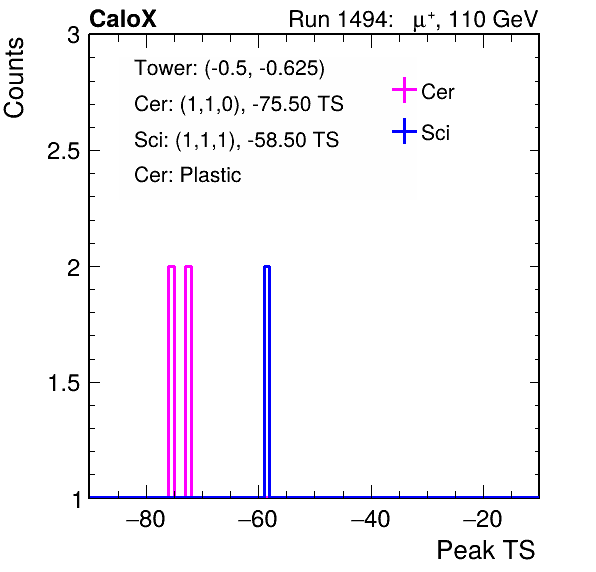 CaloX Run 1494: μ⁺, 110 GeV
Tower: (-0.5, -0.625)
Cer: (1,1,0), -75.50 TS
Sci: (1,1,1), -58.50 TS
Cer: Plastic
Cer
Sci
Counts
3
2.5
2
1.5
1
−80 −60 −40 −20
Peak TS